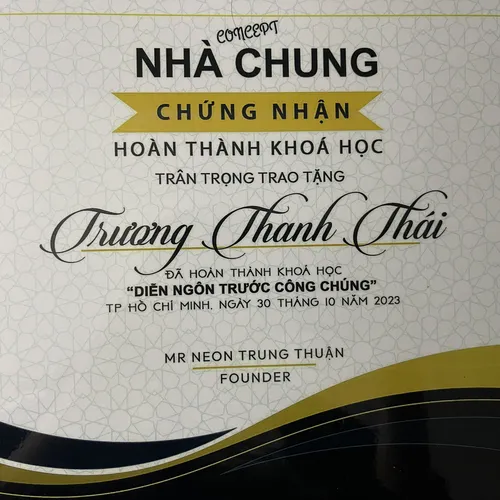 CONCEPT
NHÀ CHUNG
CHỨNG NHẬN
HOÀN THÀNH KHOÁ HỌC
TRÂN TRỌNG TRAO TẶNG
Trương Thanh Thái
ĐÃ HOÀN THÀNH KHOÁ HỌC
“DIỄN NGÔN TRƯỚC CÔNG CHÚNG”
TP HỒ CHÍ MINH, NGÀY 30 THÁNG 10 NĂM 2023
MR NEON TRUNG THUẬN
FOUNDER